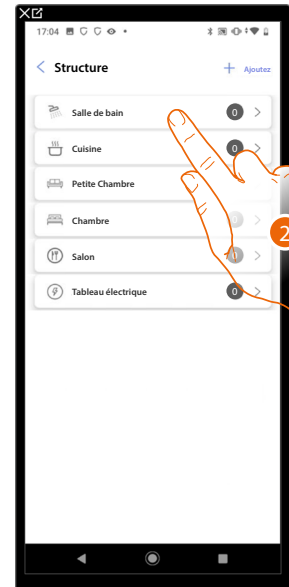 17:04
Structure
+ Ajoutez
Salle de bain 0
Cuisine 0
Petite Chambre
Chambre
Salon
Tableau électrique 0
2